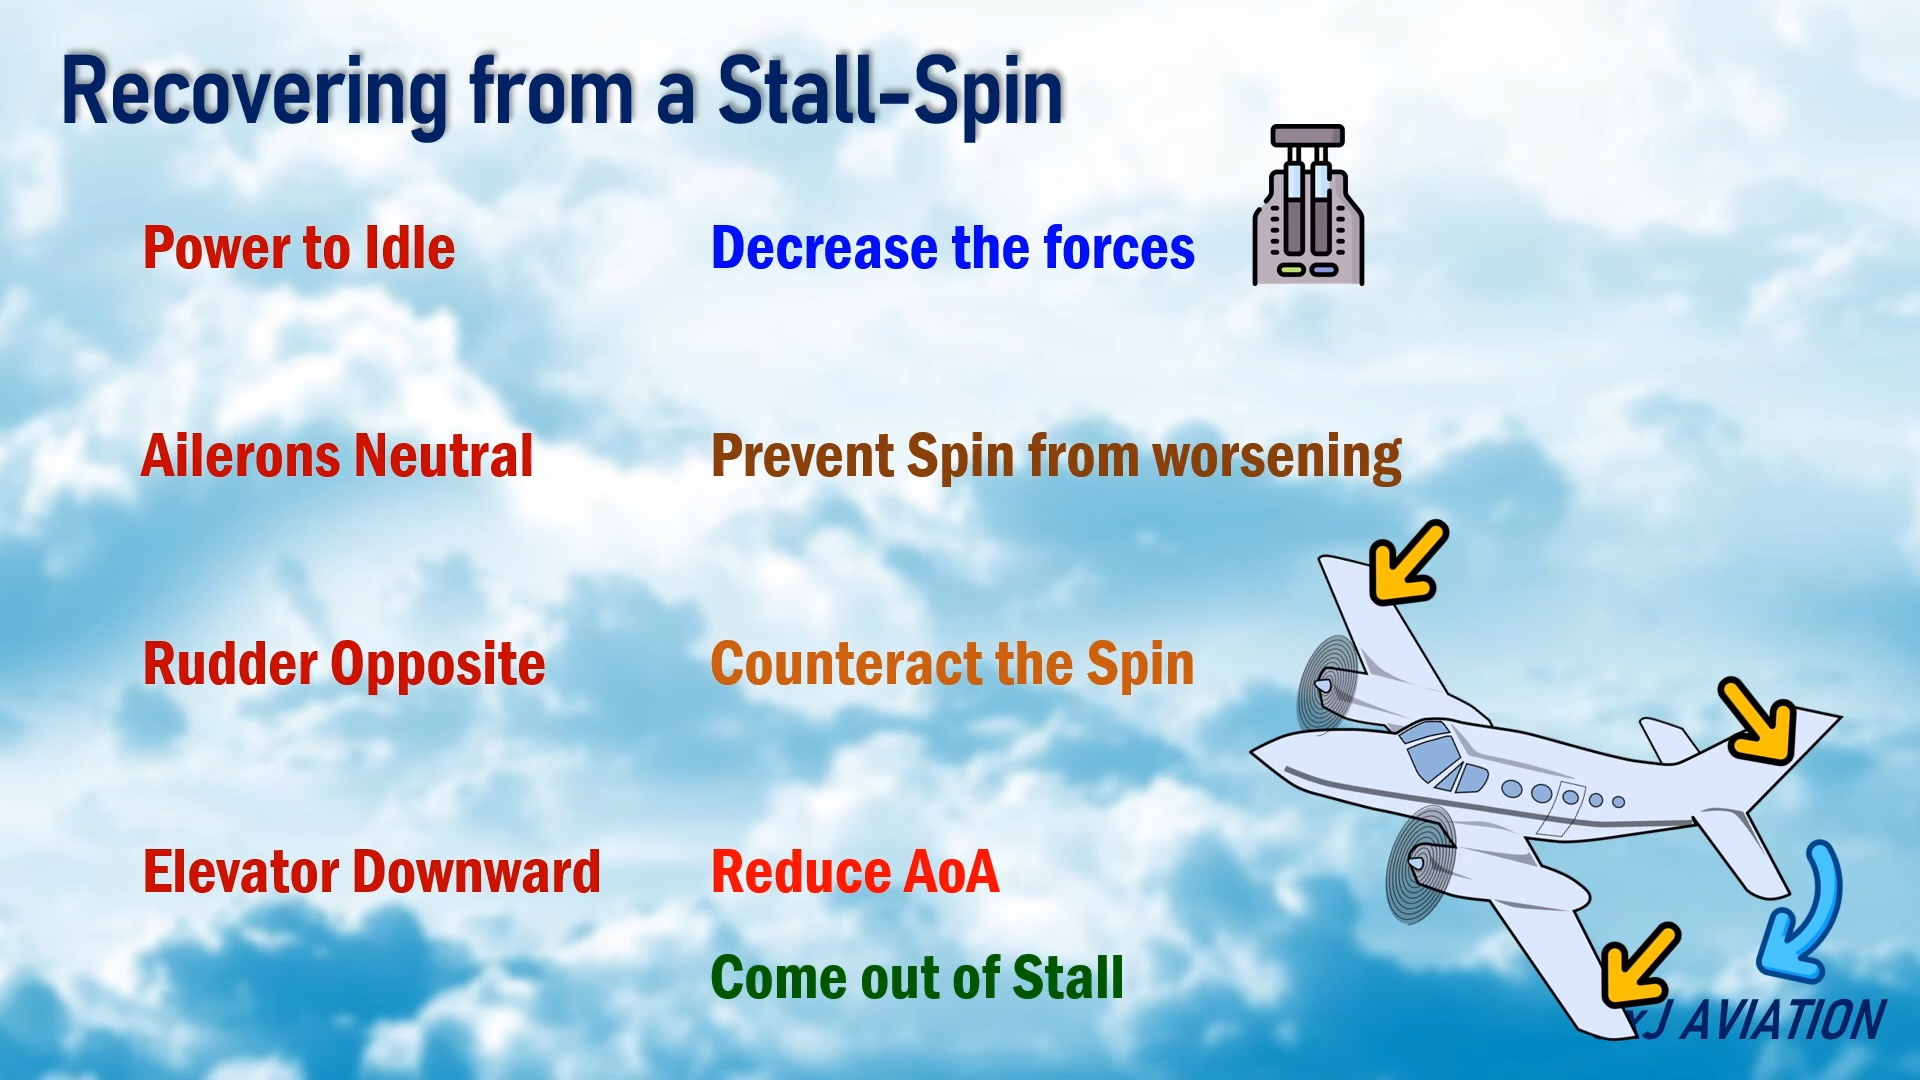 Recovering from a Stall-Spin
Power to Idle
Decrease the forces
Ailerons Neutral
Prevent Spin from worsening
Rudder Opposite
Counteract the Spin
Elevator Downward
Reduce AoA
Come out of Stall
AVIATION